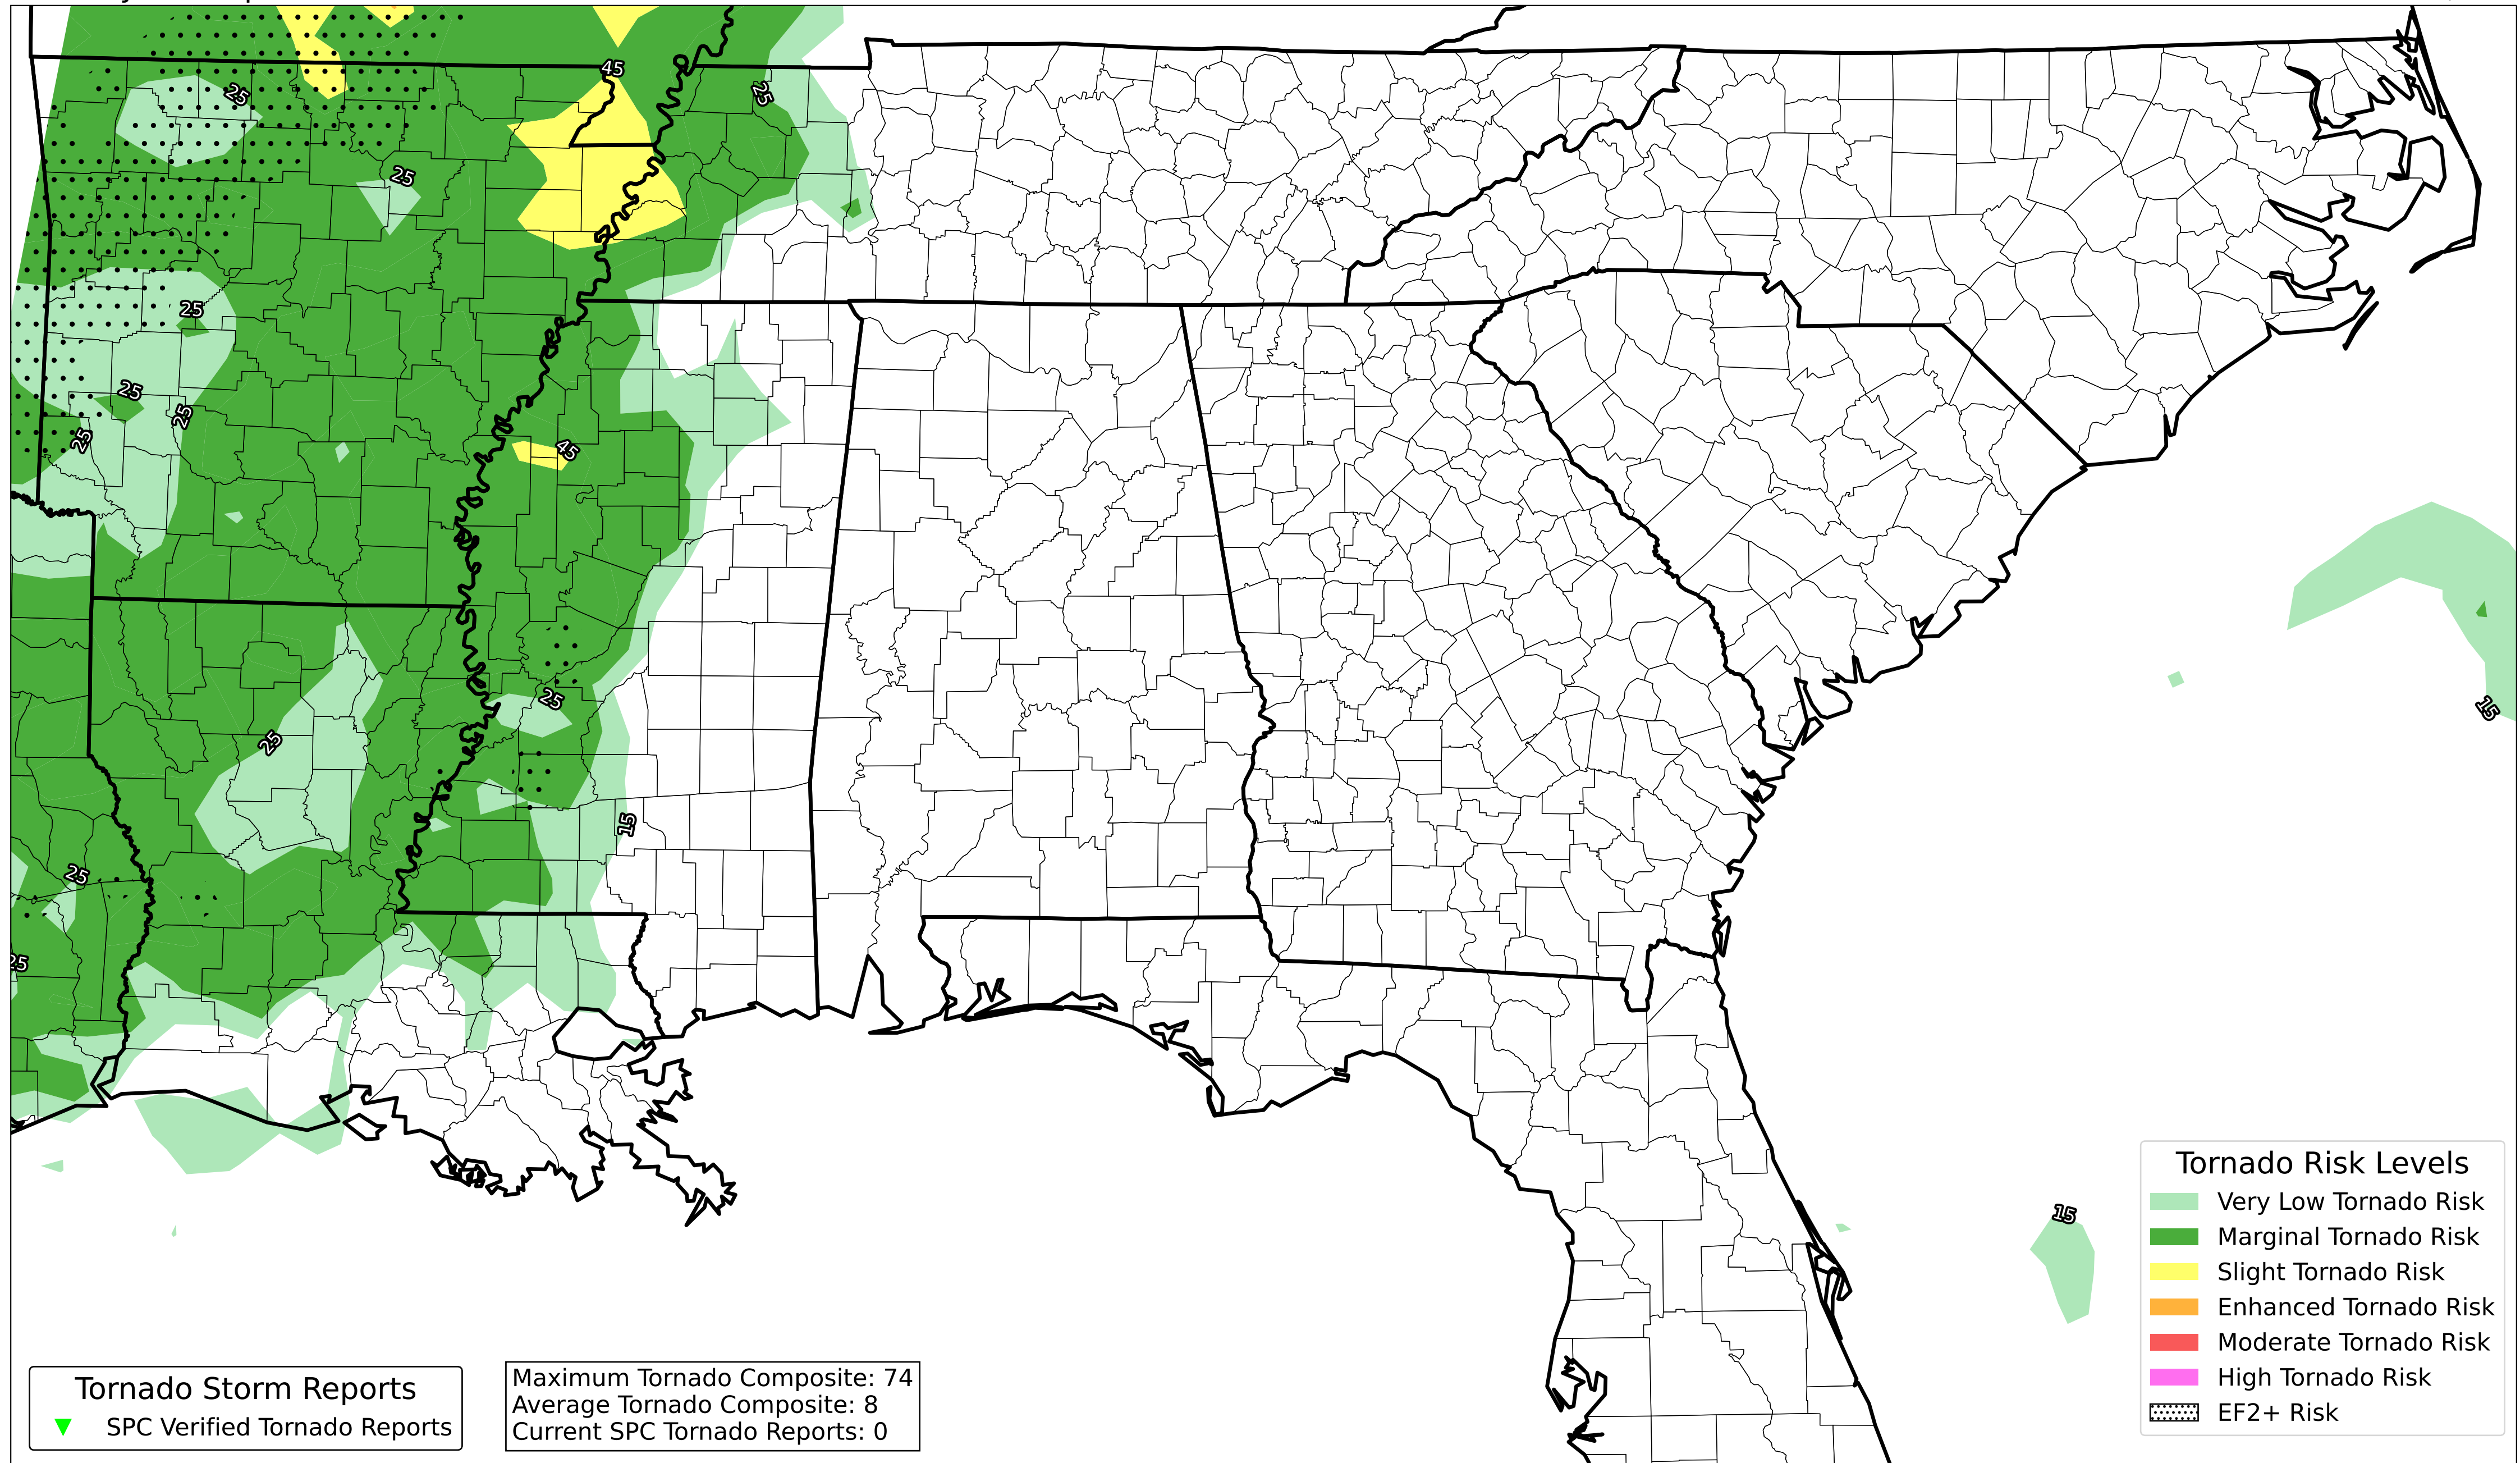 45
25
25
25
25
25
25
25
45
25
25
15
25
25
15
15
Tornado Risk Levels
Very Low Tornado Risk
Marginal Tornado Risk
Slight Tornado Risk
Enhanced Tornado Risk
Moderate Tornado Risk
High Tornado Risk
EF2+ Risk
Tornado Storm Reports
SPC Verified Tornado Reports
Maximum Tornado Composite: 74
Average Tornado Composite: 8
Current SPC Tornado Reports: 0